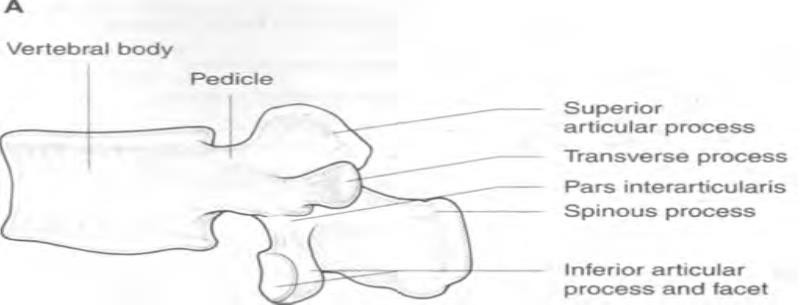 A
Vertebral body
Pedicle
Superior
articular process
Transverse process
Pars interarticularis
Spinous process
Inferior articular
process and facet